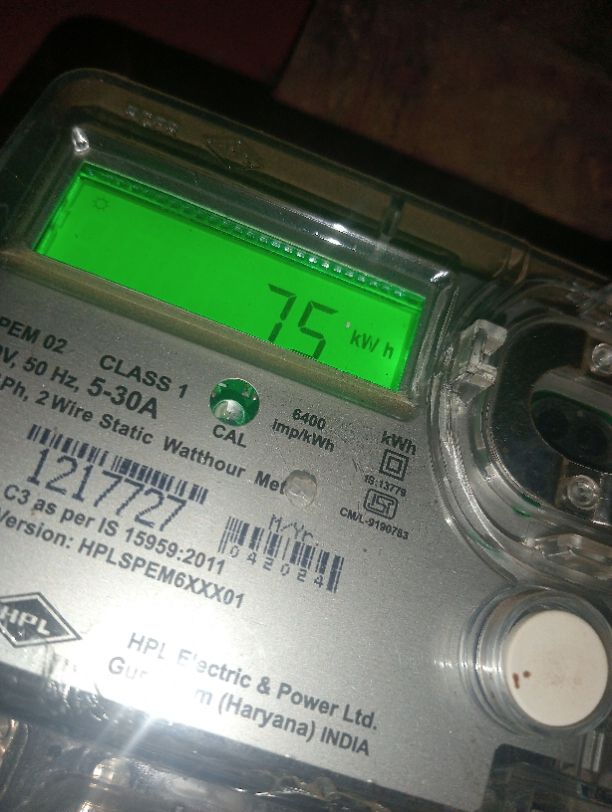 75 kWh
PEM 02 CLASS 1
V, 50 Hz, 5-30A
Ph, 2 Wire Static Watthour
CAL
6400
imp/kWh
kWh
IS:13779
CM/L-9190783
1217727
C3 as per IS 15959:2011
Version: HPLSPEM6XXX01
M/Yr.
042024
HPL
HPL Electric & Power Ltd.
(Haryana) INDIA